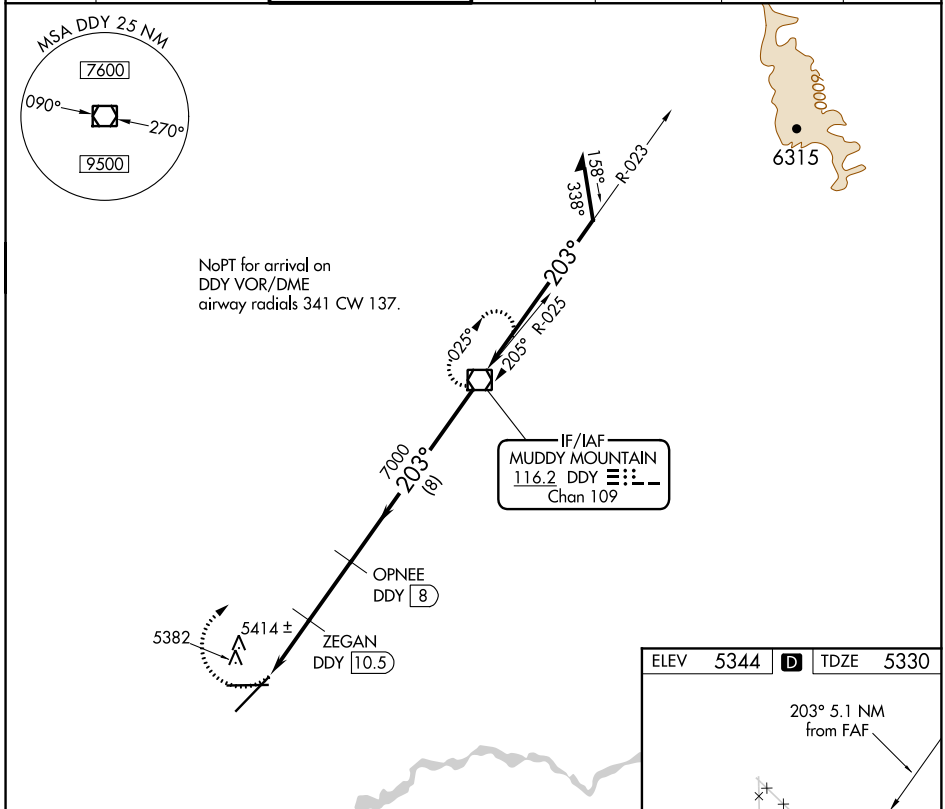 MSA DDY 25 NM
7600
090°
270°
9500
6000
6315
R-023
158°
338°
203°
NoPT for arrival on
DDY VOR/DME
airway radials 341 CW 137.
R-025
025°
205°
IF/IAF
MUDDY MOUNTAIN
116.2 DDY
Chan 109
7000
203°
(8)
OPNEE
DDY 8
5382
5414 ±
ZEGAN
DDY 10.5
ELEV 5344 D TDZE 5330
203° 5.1 NM
from FAF